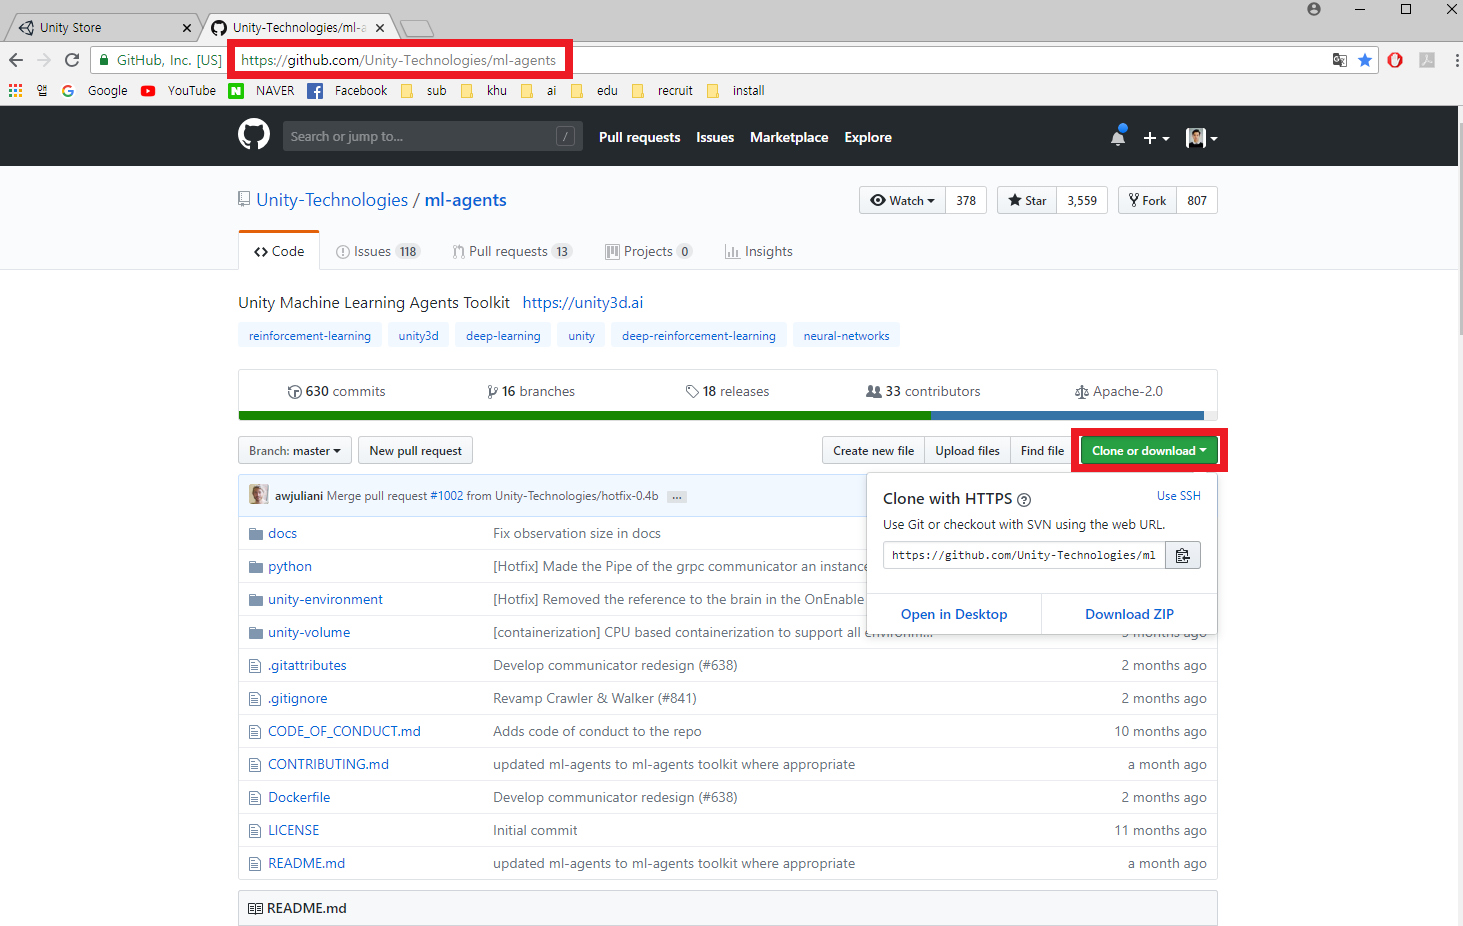 Unity Store
Unity-Technologies/ml-a
GitHub, Inc. [US]
https://github.com/Unity-Technologies/ml-agents
앱 Google YouTube NAVER Facebook sub khu ai edu recruit install
Search or jump to... /
Pull requests Issues Marketplace Explore
Unity-Technologies / ml-agents
Watch 378 Star 3,559 Fork 807
Code Issues 118 Pull requests 13 Projects 0 Insights
Unity Machine Learning Agents Toolkit https://unity3d.ai
reinforcement-learning unity3d deep-learning unity deep-reinforcement-learning neural-networks
630 commits 16 branches 18 releases 33 contributors Apache-2.0
Branch: master New pull request Create new file Upload files Find file Clone or download
awjuliani Merge pull request #1002 from Unity-Technologies/hotfix-0.4b ...
Clone with HTTPS ? Use SSH
Use Git or checkout with SVN using the web URL.
https://github.com/Unity-Technologies/ml
Open in Desktop Download ZIP
docs Fix observation size in docs
python [Hotfix] Made the Pipe of the grpc communicator an instance
unity-environment [Hotfix] Removed the reference to the brain in the OnEnable
unity-volume [containerization] CPU based containerization to support all environm... months ago
.gitattributes Develop communicator redesign (#638) 2 months ago
.gitignore Revamp Crawler & Walker (#841) 2 months ago
CODE_OF_CONDUCT.md Adds code of conduct to the repo 10 months ago
CONTRIBUTING.md updated ml-agents to ml-agents toolkit where appropriate a month ago
Dockerfile Develop communicator redesign (#638) 2 months ago
LICENSE Initial commit 11 months ago
README.md updated ml-agents to ml-agents toolkit where appropriate a month ago
README.md